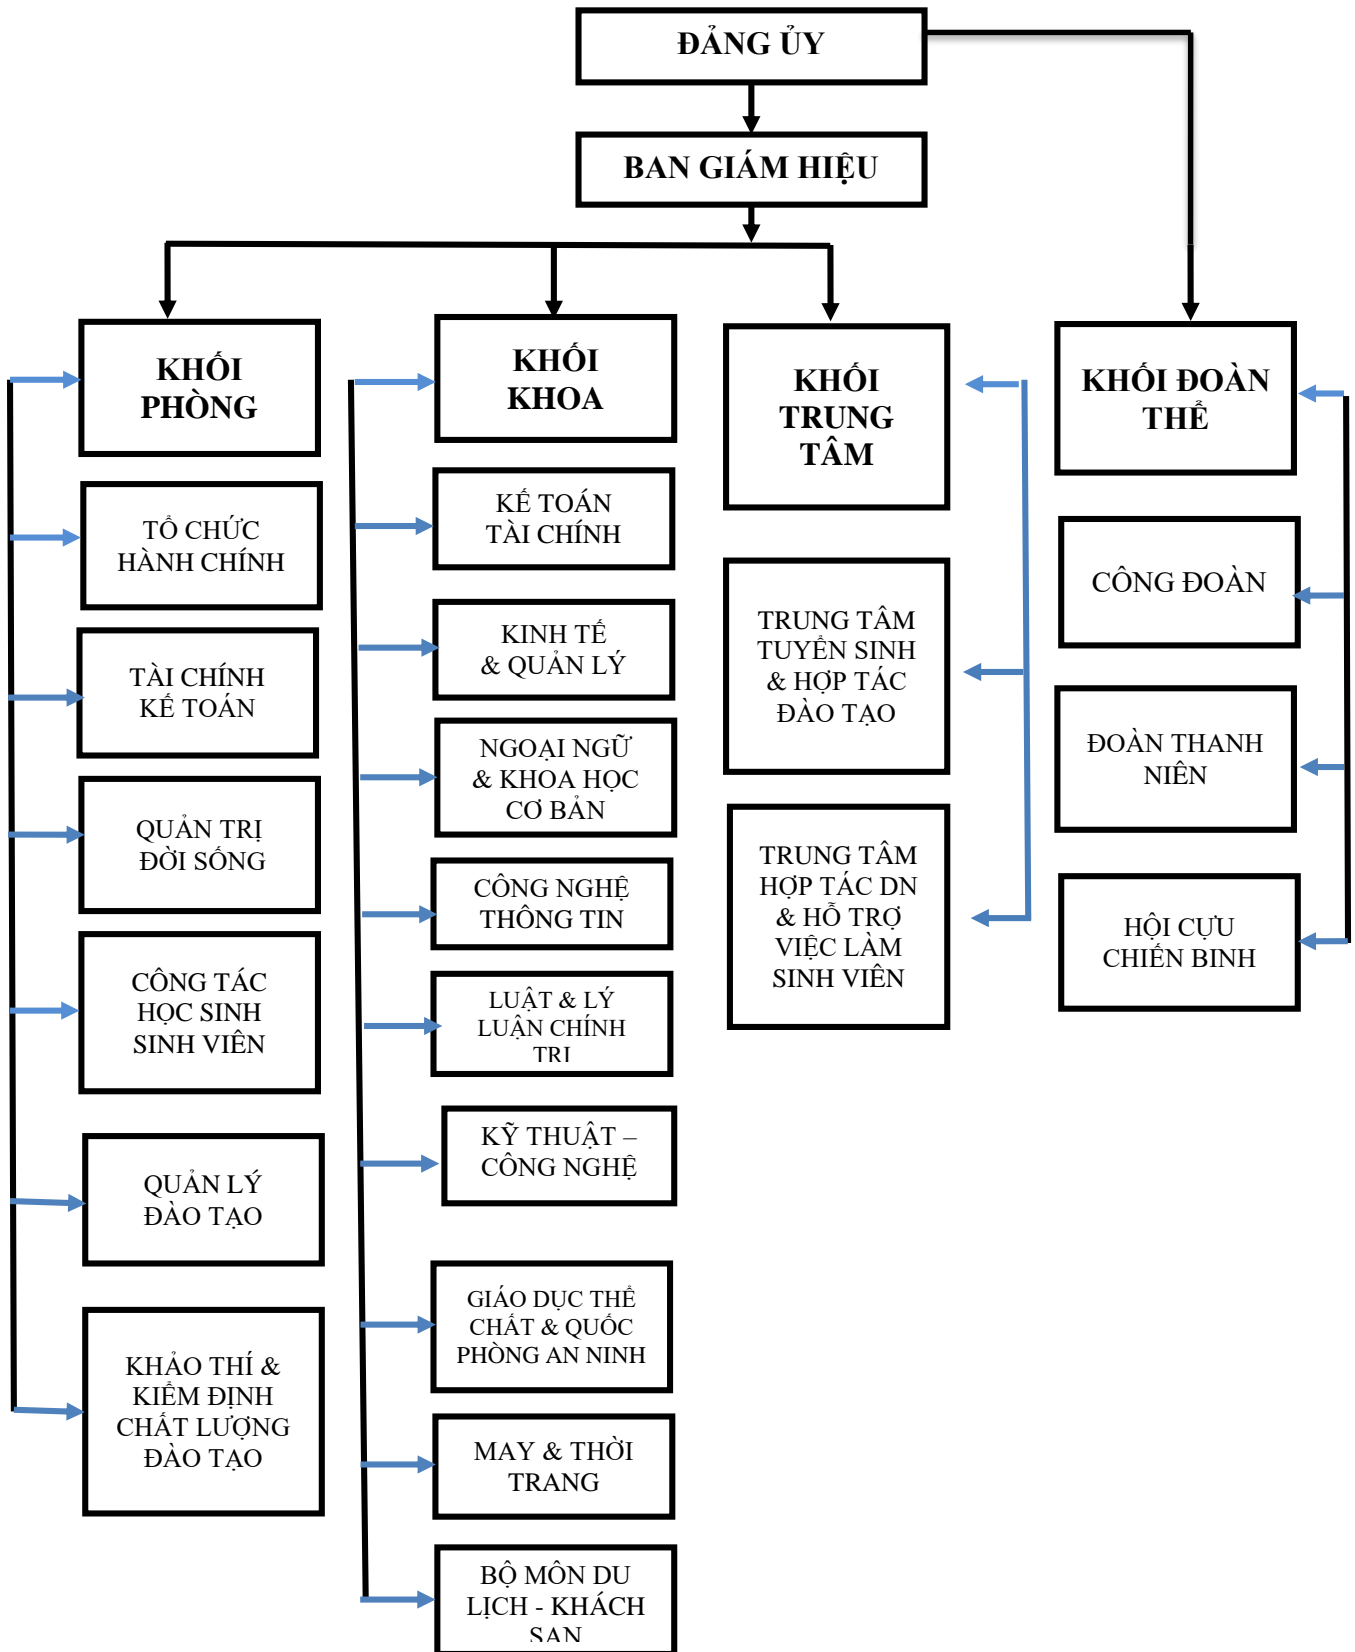 ĐẢNG ỦY
BAN GIÁM HIỆU
KHỐI
PHÒNG
TỔ CHỨC
HÀNH CHÍNH
TÀI CHÍNH
KẾ TOÁN
QUẢN TRỊ
ĐỜI SỐNG
CÔNG TÁC
HỌC SINH
SINH VIÊN
QUẢN LÝ
ĐÀO TẠO
KHẢO THÍ &
KIỂM ĐỊNH
CHẤT LƯỢNG
ĐÀO TẠO
KHỐI
KHOA
KẾ TOÁN
TÀI CHÍNH
KINH TẾ
& QUẢN LÝ
NGOẠI NGỮ
& KHOA HỌC
CƠ BẢN
CÔNG NGHỆ
THÔNG TIN
LUẬT & LÝ
LUẬN CHÍNH
TRỊ
KỸ THUẬT –
CÔNG NGHỆ
GIÁO DỤC THỂ
CHẤT & QUỐC
PHÒNG AN NINH
MAY & THỜI
TRANG
BỘ MÔN DU
LỊCH - KHÁCH
SẠN
KHỐI
TRUNG
TÂM
TRUNG TÂM
TUYỂN SINH
& HỢP TÁC
ĐÀO TẠO
TRUNG TÂM
HỢP TÁC DN
& HỖ TRỢ
VIỆC LÀM
SINH VIÊN
KHỐI ĐOÀN
THỂ
CÔNG ĐOÀN
ĐOÀN THANH
NIÊN
HỘI CỰU
CHIẾN BINH